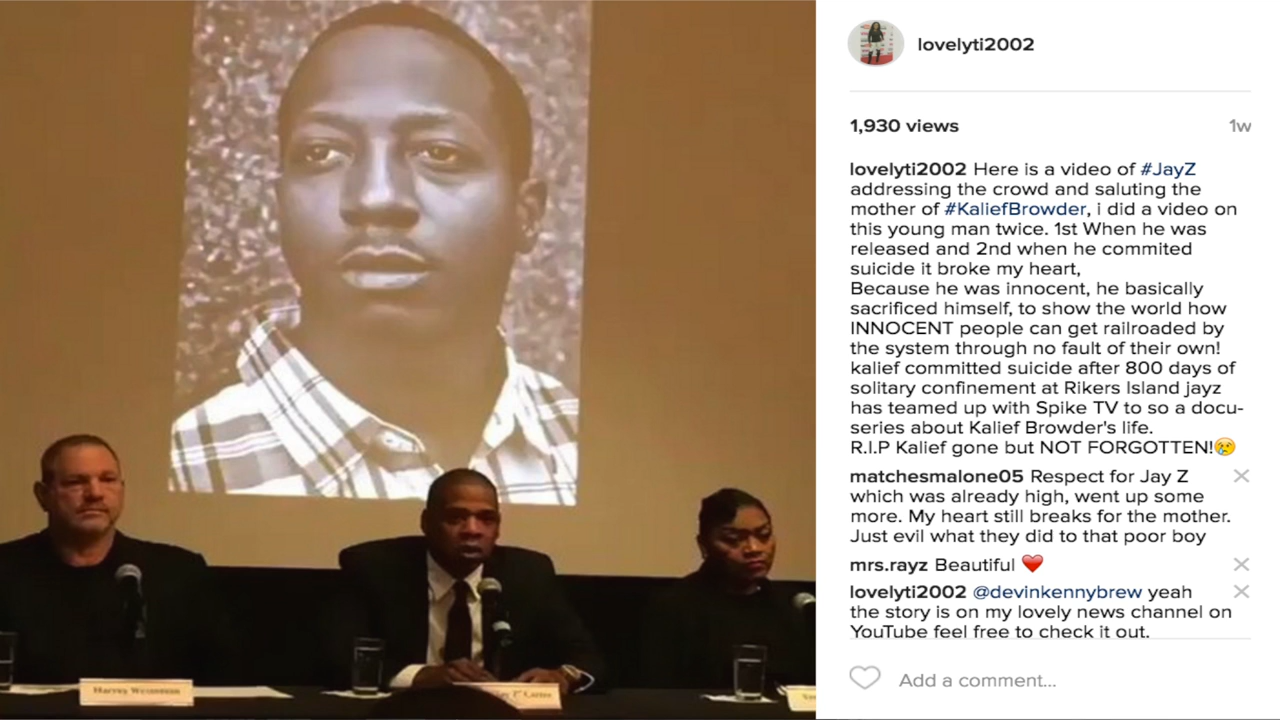 lovelyti2002
1,930 views
1w
lovelyti2002 Here is a video of #JayZ
addressing the crowd and saluting the
mother of #KaliefBrowder, i did a video on
this young man twice. 1st When he was
released and 2nd when he commited
suicide it broke my heart,
Because he was innocent, he basically
sacrificed himself, to show the world how
INNOCENT people can get railroaded by
the system through no fault of their own!
kalief committed suicide after 800 days of
solitary confinement at Rikers Island jayz
has teamed up with Spike TV to so a docu-
series about Kalief Browder's life.
R.I.P Kalief gone but NOT FORGOTTEN!😢
matchesmalone05 Respect for Jay Z
which was already high, went up some
more. My heart still breaks for the mother.
Just evil what they did to that poor boy
mrs.rayz Beautiful ❤️
lovelyti2002 @devinkennybrew yeah
the story is on my lovely news channel on
YouTube feel free to check it out.
Add a comment...
Harvey Weinstein
Carter